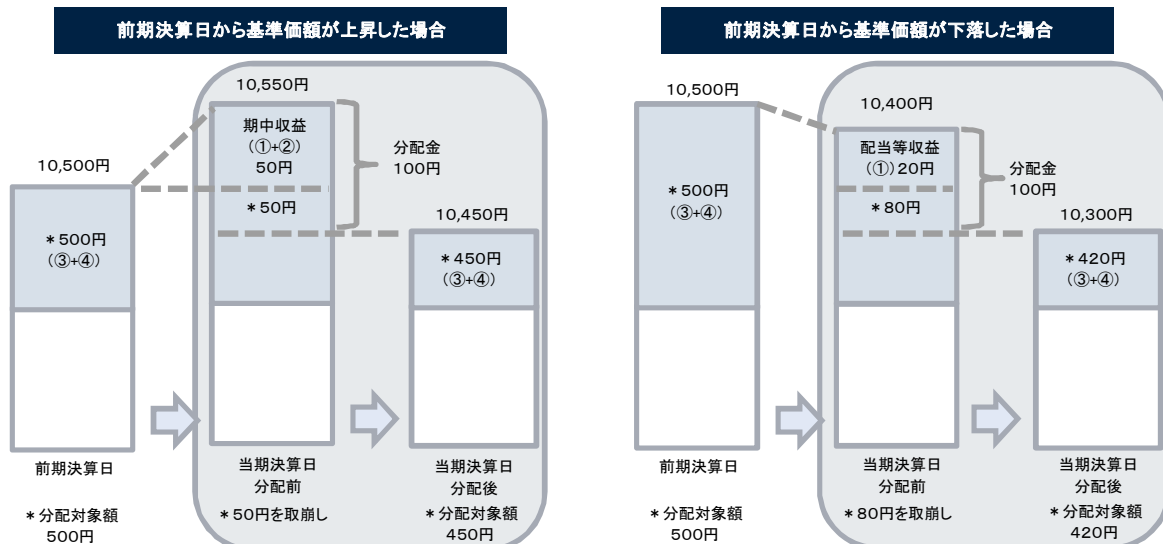 前期決算日から基準価額が上昇した場合
10,500円
*500円
(③+④)
前期決算日
*分配対象額
500円
10,550円
期中収益
(①+②)
50円
*50円
分配金
100円
当期決算日
分配前
*50円を取崩し
10,450円
*450円
(③+④)
当期決算日
分配後
*分配対象額
450円
前期決算日から基準価額が下落した場合
10,500円
*500円
(③+④)
前期決算日
*分配対象額
500円
10,400円
配当等収益
(①)20円
*80円
分配金
100円
当期決算日
分配前
*80円を取崩し
10,300円
*420円
(③+④)
当期決算日
分配後
*分配対象額
420円